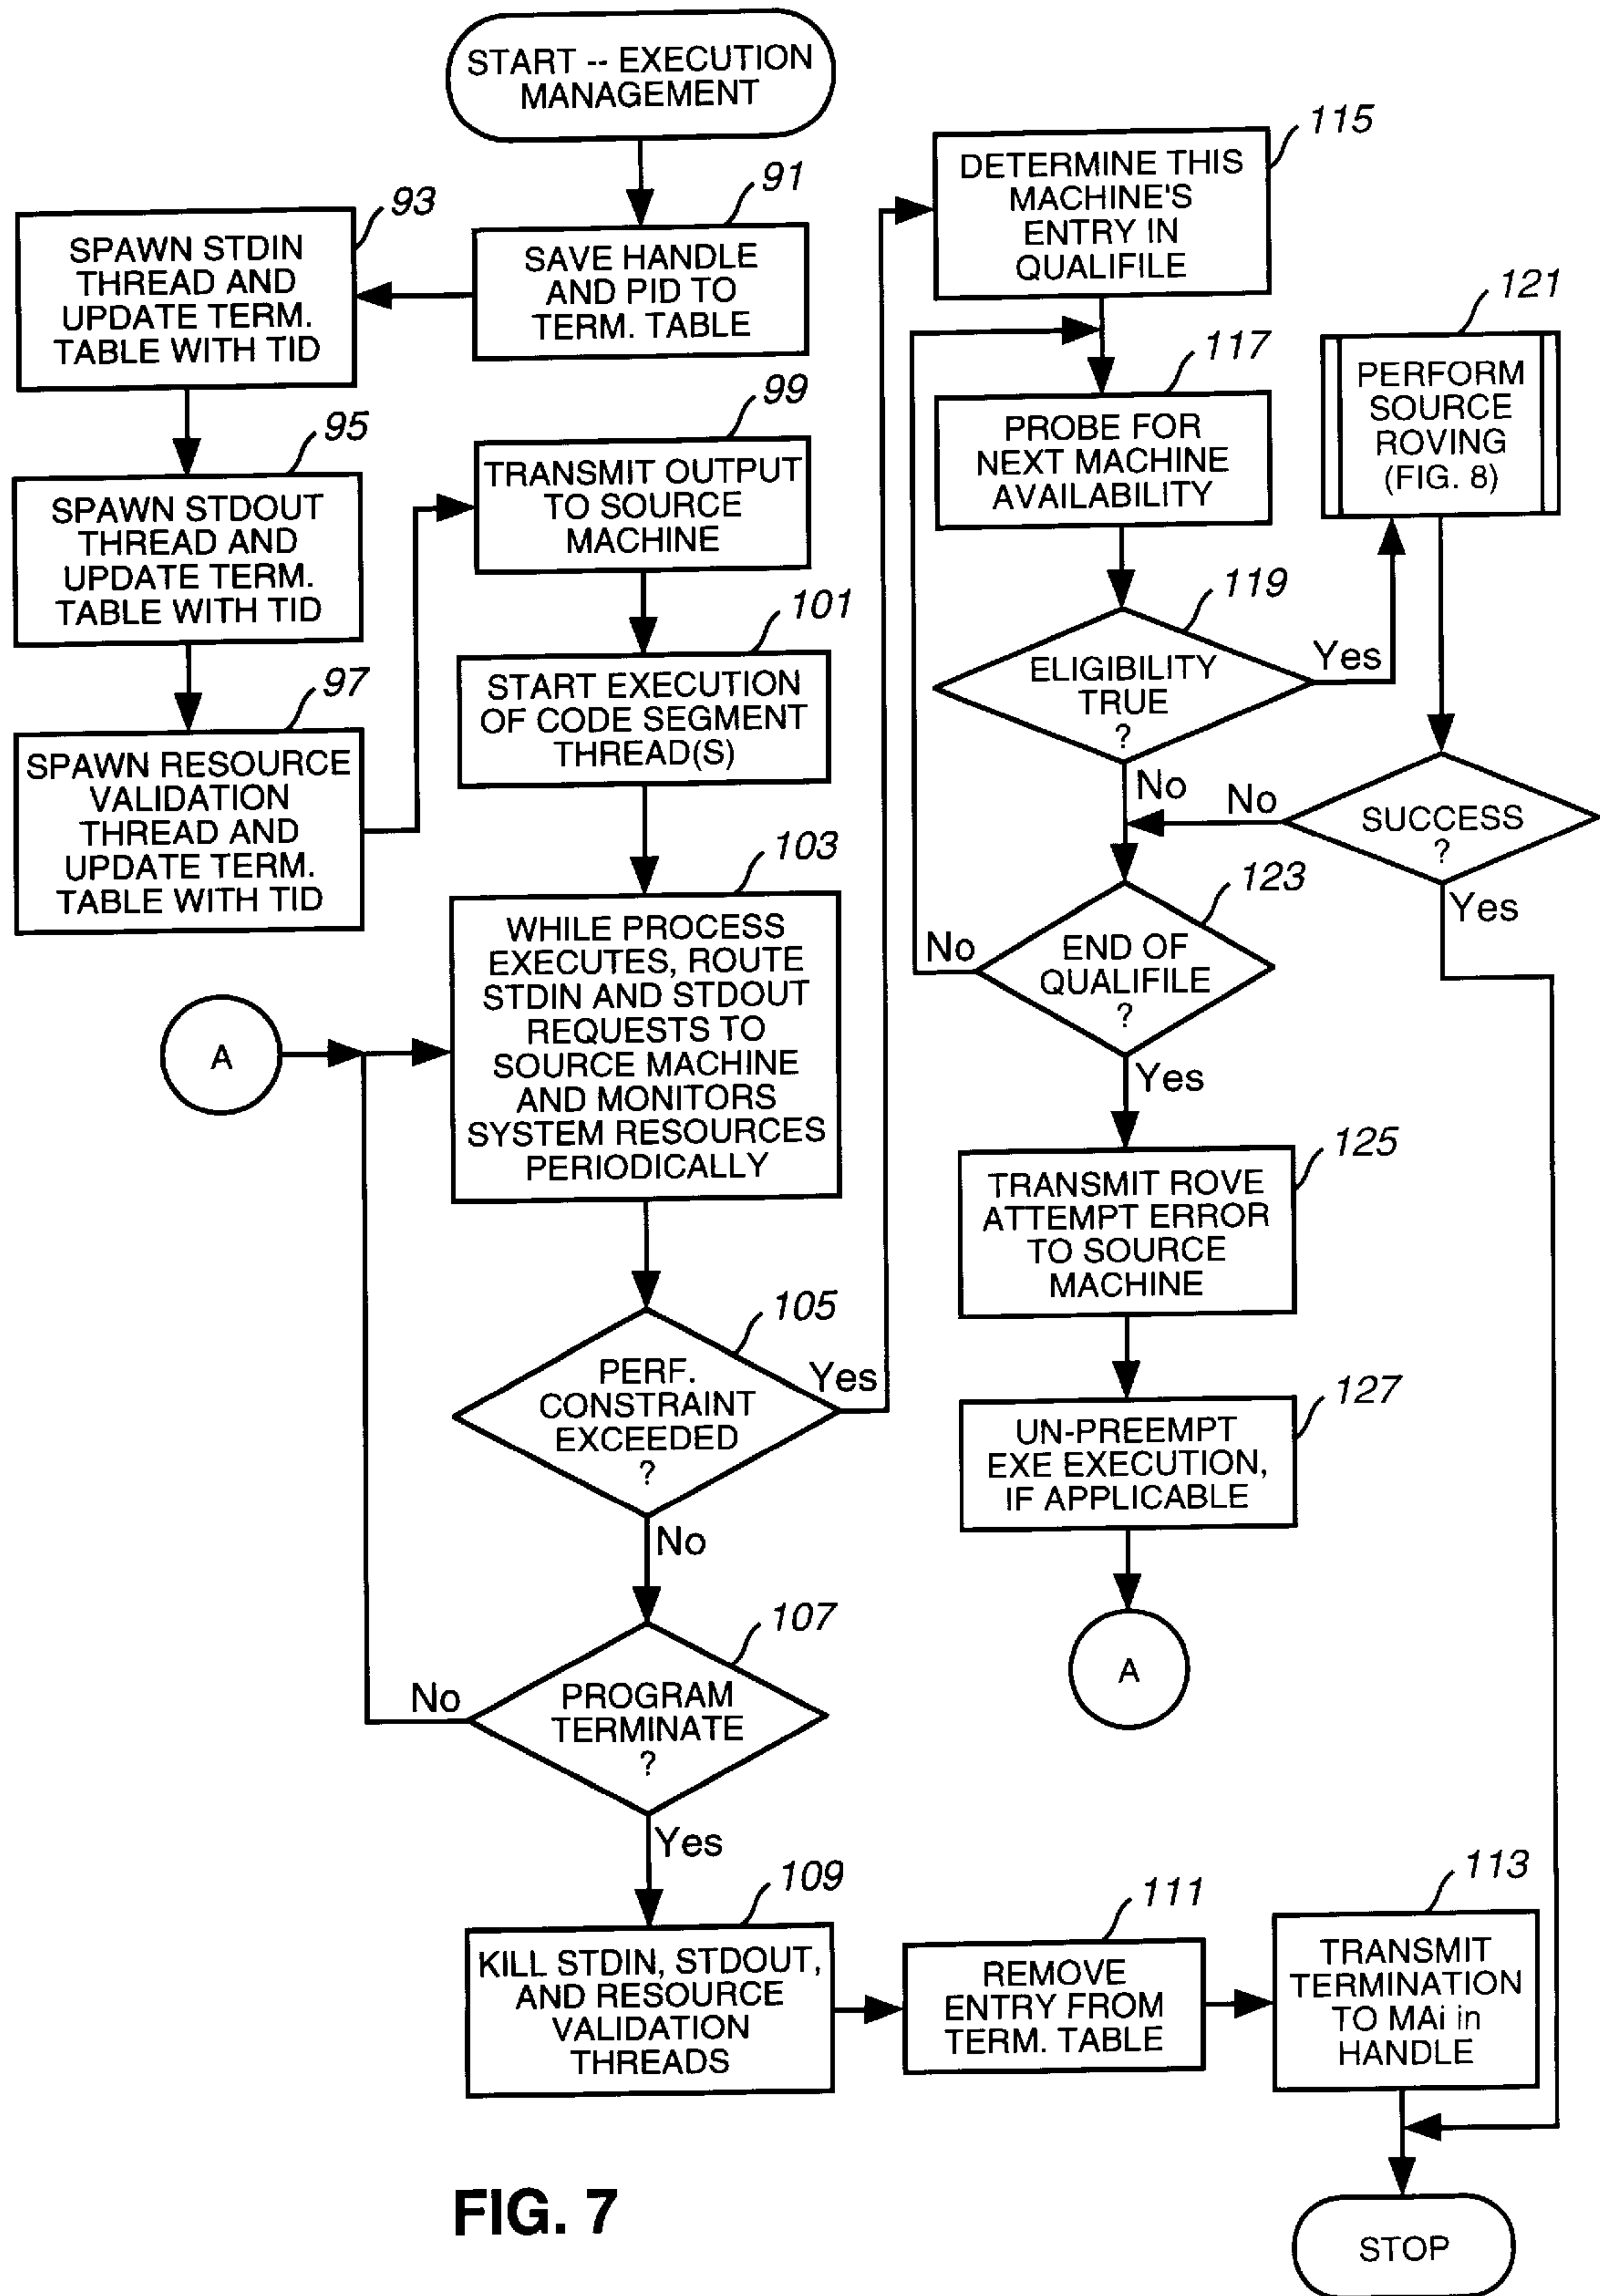 START -- EXECUTION
MANAGEMENT
91
SAVE HANDLE
AND PID TO
TERM. TABLE
93
SPAWN STDIN
THREAD AND
UPDATE TERM.
TABLE WITH TID
95
SPAWN STDOUT
THREAD AND
UPDATE TERM.
TABLE WITH TID
97
SPAWN RESOURCE
VALIDATION
THREAD AND
UPDATE TERM.
TABLE WITH TID
99
TRANSMIT OUTPUT
TO SOURCE
MACHINE
101
START EXECUTION
OF CODE SEGMENT
THREAD(S)
103
WHILE PROCESS
EXECUTES, ROUTE
STDIN AND STDOUT
REQUESTS TO
SOURCE MACHINE
AND MONITORS
SYSTEM RESOURCES
PERIODICALLY
A
105
PERF.
CONSTRAINT
EXCEEDED
?
Yes
No
107
PROGRAM
TERMINATE
?
No
Yes
109
KILL STDIN, STDOUT,
AND RESOURCE
VALIDATION
THREADS
111
REMOVE
ENTRY FROM
TERM. TABLE
113
TRANSMIT
TERMINATION
TO MAi in
HANDLE
115
DETERMINE THIS
MACHINE'S
ENTRY IN
QUALIFILE
117
PROBE FOR
NEXT MACHINE
AVAILABILITY
119
ELIGIBILITY
TRUE
?
Yes
No
121
PERFORM
SOURCE
ROVING
(FIG. 8)
SUCCESS
?
No
Yes
123
END OF
QUALIFILE
?
No
Yes
125
TRANSMIT ROVE
ATTEMPT ERROR
TO SOURCE
MACHINE
127
UN-PREEMPT
EXE EXECUTION,
IF APPLICABLE
A
STOP
FIG. 7